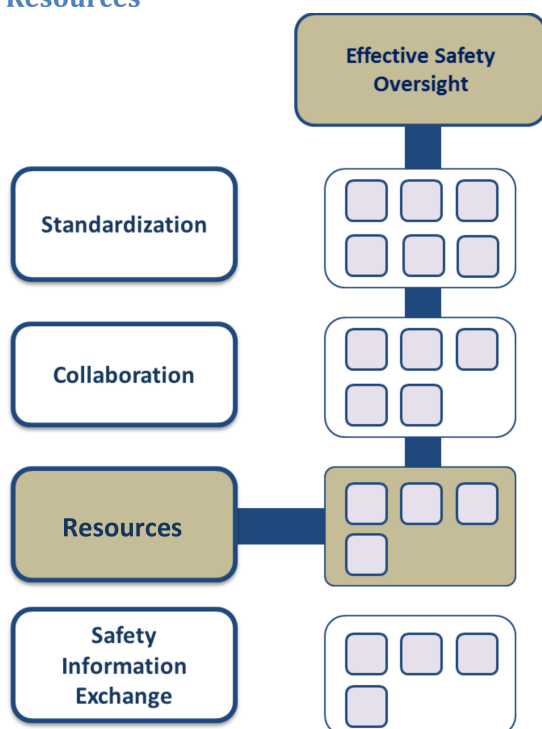 Resources
Effective Safety
Oversight
Standardization
Collaboration
Resources
Safety
Information
Exchange